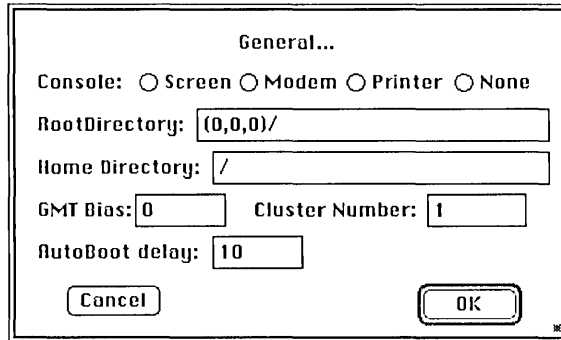 General...
Console: Screen Modem Printer None
RootDirectory: (0,0,0)/
Home Directory: /
GMT Bias: 0 Cluster Number: 1
AutoBoot delay: 10
Cancel OK